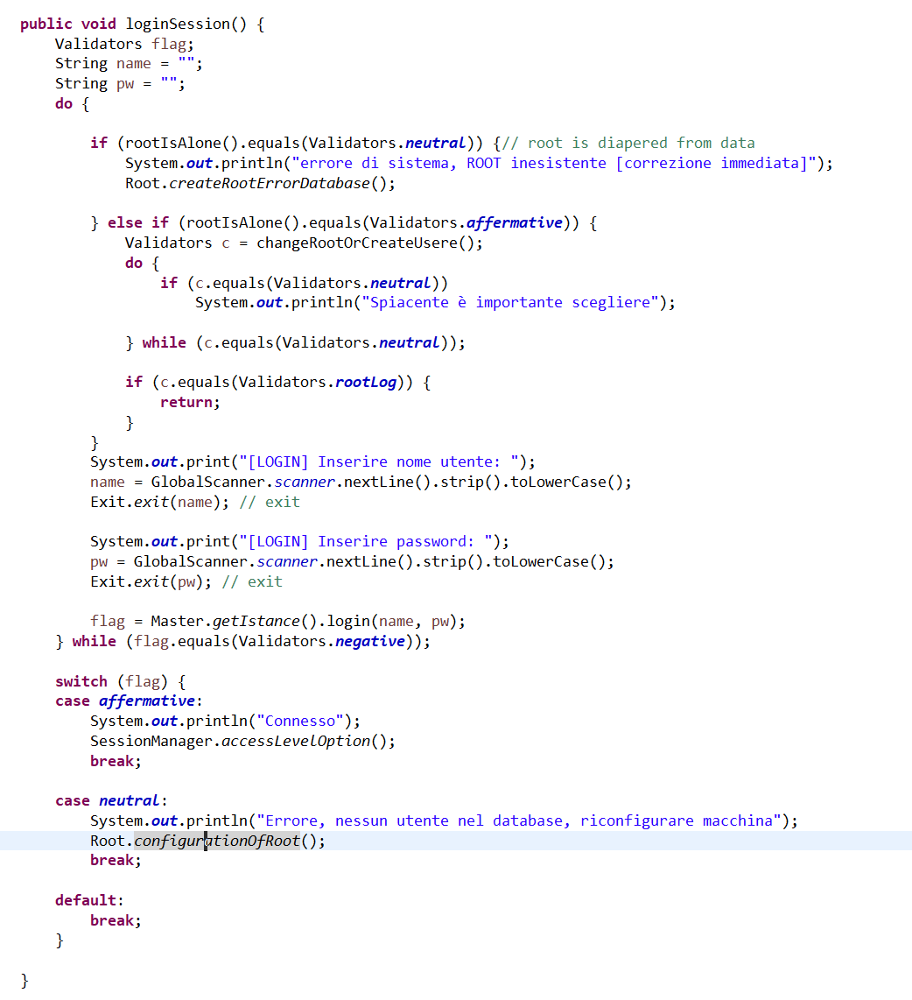 public void loginSession() {
Validators flag;
String name = "";
String pw = "";
do {
if (rootIsAlone().equals(Validators.neutral)) {// root is diapered from data
System.out.println("errore di sistema, ROOT inesistente [correzione immediata]");
Root.createRootErrorDatabase();
} else if (rootIsAlone().equals(Validators.affermative)) {
Validators c = changeRootOrCreateUsere();
do {
if (c.equals(Validators.neutral))
System.out.println("Spiacente è importante scegliere");
} while (c.equals(Validators.neutral));
if (c.equals(Validators.rootLog)) {
return;
}
}
System.out.print("[LOGIN] Inserire nome utente: ");
name = GlobalScanner.scanner.nextLine().strip().toLowerCase();
Exit.exit(name); // exit
System.out.print("[LOGIN] Inserire password: ");
pw = GlobalScanner.scanner.nextLine().strip().toLowerCase();
Exit.exit(pw); // exit
flag = Master.getIstance().login(name, pw);
} while (flag.equals(Validators.negative));
switch (flag) {
case affermative:
System.out.println("Connesso");
SessionManager.accessLevelOption();
break;
case neutral:
System.out.println("Errore, nessun utente nel database, riconfigurare macchina");
Root.configurationOfRoot();
break;
default:
break;
}
}